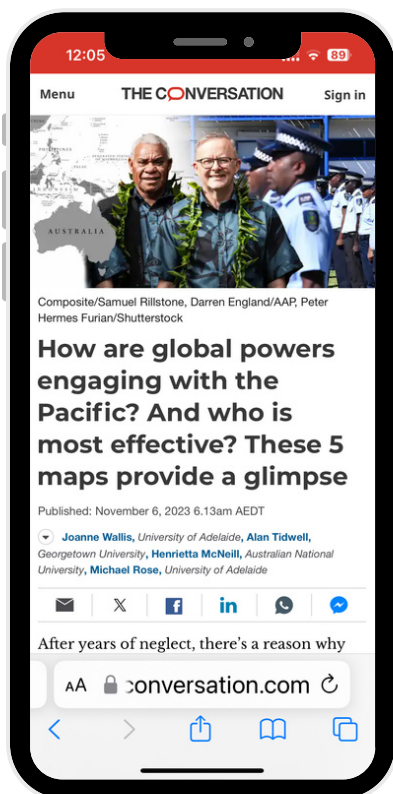 12:05
89
Menu
THE CONVERSATION
Sign in
PHILIPPINES
INDONESIA
AUSTRALIA
Composite/Samuel Rillstone, Darren England/AAP, Peter
Hermes Furian/Shutterstock
How are global powers
engaging with the
Pacific? And who is
most effective? These 5
maps provide a glimpse
Published: November 6, 2023 6.13am AEDT
Joanne Wallis, University of Adelaide, Alan Tidwell,
Georgetown University, Henrietta McNeill, Australian National
University, Michael Rose, University of Adelaide
After years of neglect, there's a reason why
AA conversation.com